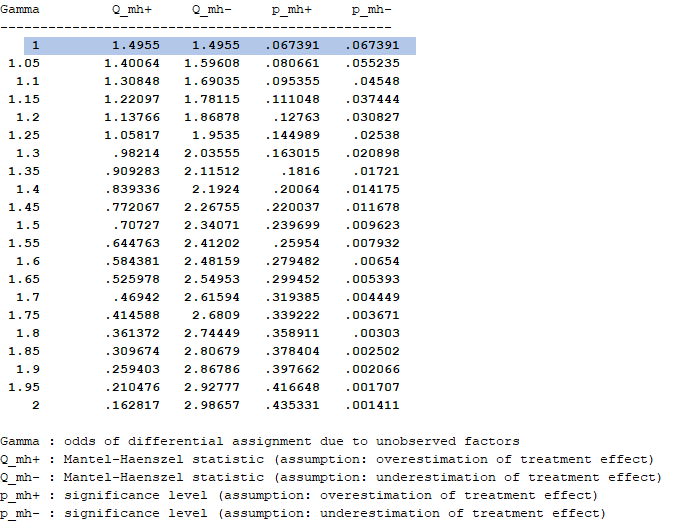 Gamma Q_mh+ Q_mh- p_mh+ p_mh-
-------------------------------------------------
1 1.4955 1.4955 .067391 .067391
1.05 1.40064 1.59608 .080661 .055235
1.1 1.30848 1.69035 .095355 .04548
1.15 1.22097 1.78115 .111048 .037444
1.2 1.13766 1.86878 .12763 .030827
1.25 1.05817 1.9535 .144989 .02538
1.3 .98214 2.03555 .163015 .020898
1.35 .909283 2.11512 .1816 .01721
1.4 .839336 2.1924 .20064 .014175
1.45 .772067 2.26755 .220037 .011678
1.5 .70727 2.34071 .239699 .009623
1.55 .644763 2.41202 .25954 .007932
1.6 .584381 2.48159 .279482 .00654
1.65 .525978 2.54953 .299452 .005393
1.7 .46942 2.61594 .319385 .004449
1.75 .414588 2.6809 .339222 .003671
1.8 .361372 2.74449 .358911 .00303
1.85 .309674 2.80679 .378404 .002502
1.9 .259403 2.86786 .397662 .002066
1.95 .210476 2.92777 .416648 .001707
2 .162817 2.98657 .435331 .001411
Gamma : odds of differential assignment due to unobserved factors
Q_mh+ : Mantel-Haenszel statistic (assumption: overestimation of treatment effect)
Q_mh- : Mantel-Haenszel statistic (assumption: underestimation of treatment effect)
p_mh+ : significance level (assumption: overestimation of treatment effect)
p_mh- : significance level (assumption: underestimation of treatment effect)